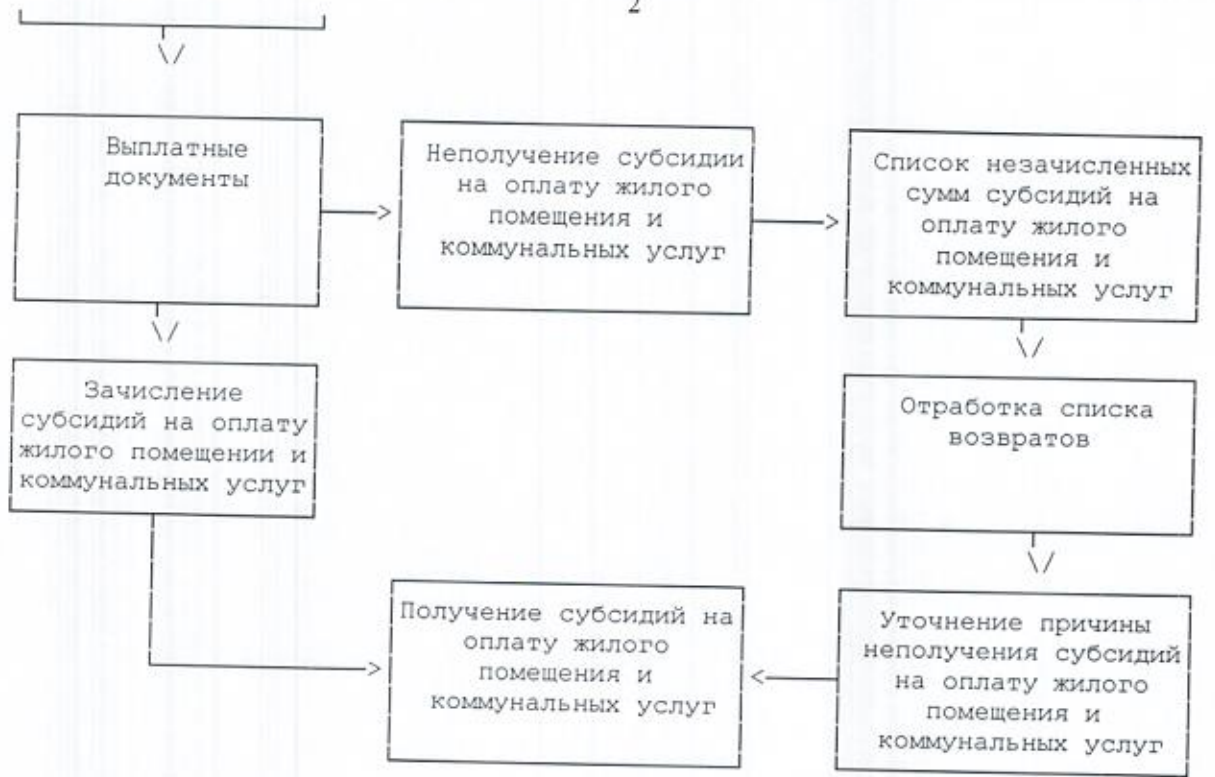 2
Выплатные
документы
Неполучение субсидии
на оплату жилого
помещения и
коммунальных услуг
Список незачисленных
сумм субсидий на
оплату жилого
помещения и
коммунальных услуг
Зачисление
субсидий на оплату
жилого помещении и
коммунальных услуг
Отработка списка
возвратов
Получение субсидий на
оплату жилого
помещения и
коммунальных услуг
Уточнение причины
неполучения субсидий
на оплату жилого
помещения и
коммунальных услуг